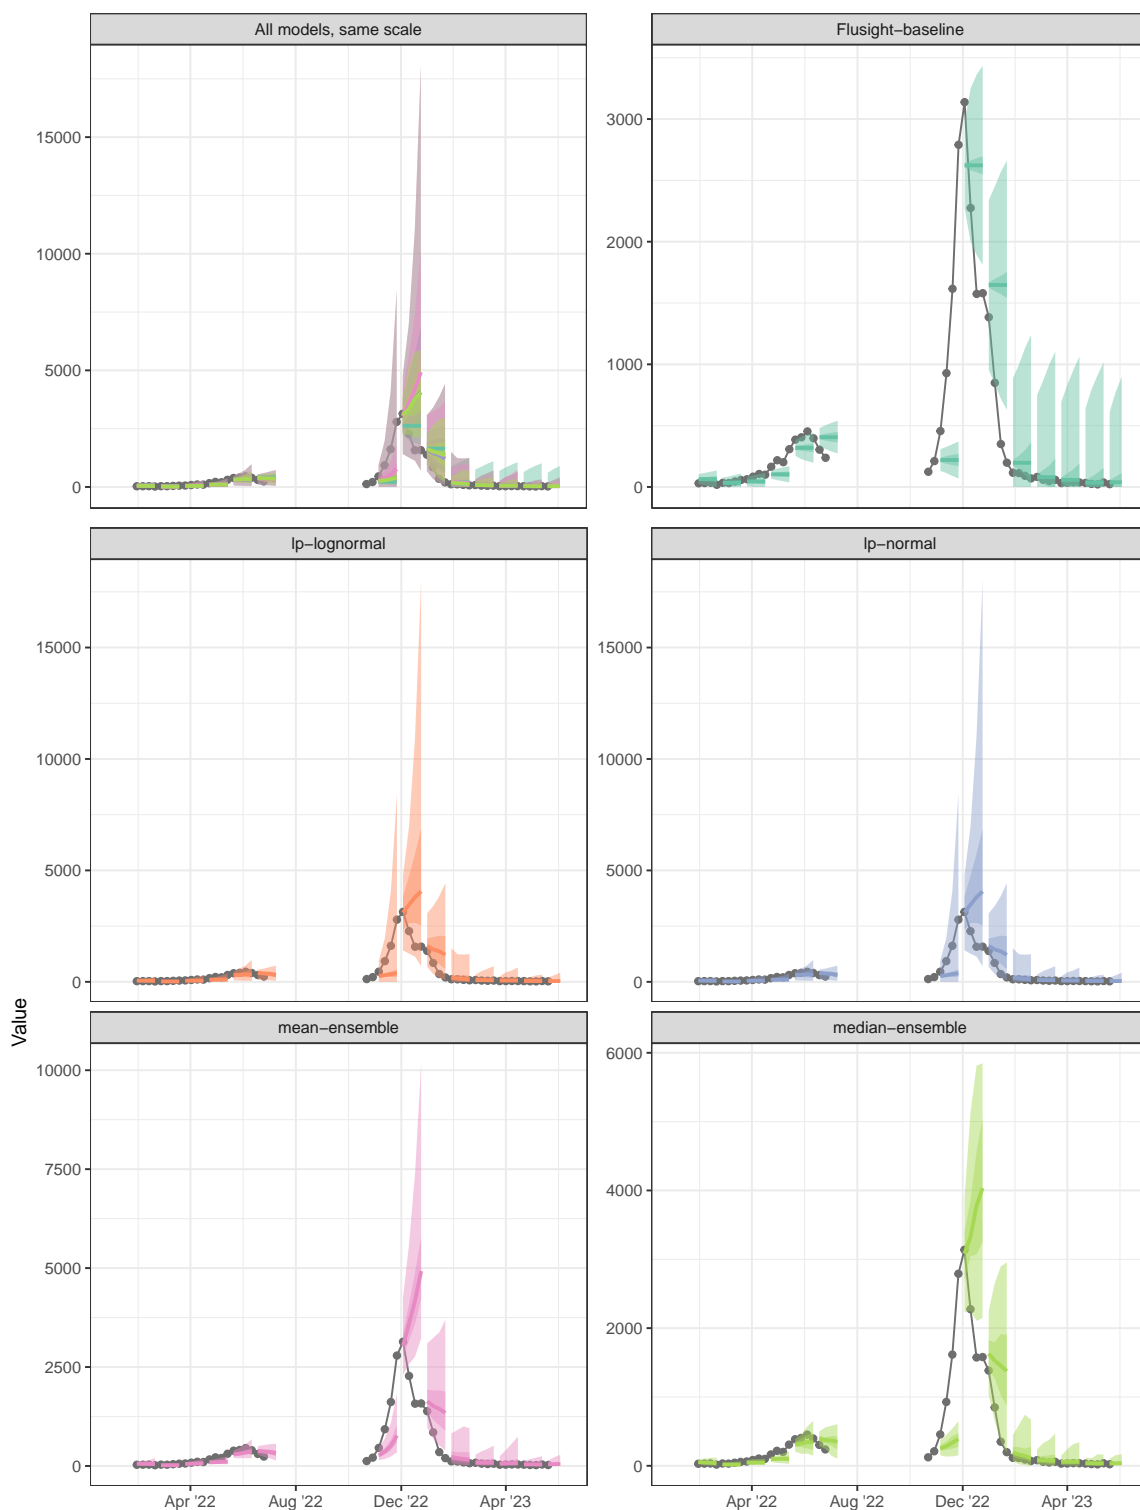 All models, same scale
Flusight−baseline
15000
10000
5000
0
3000
2000
1000
0
lp−lognormal
lp−normal
15000
10000
5000
0
15000
10000
5000
0
Value
mean−ensemble
median−ensemble
10000
7500
5000
2500
0
6000
4000
2000
0
Apr '22 Aug '22 Dec '22 Apr '23
Apr '22 Aug '22 Dec '22 Apr '23